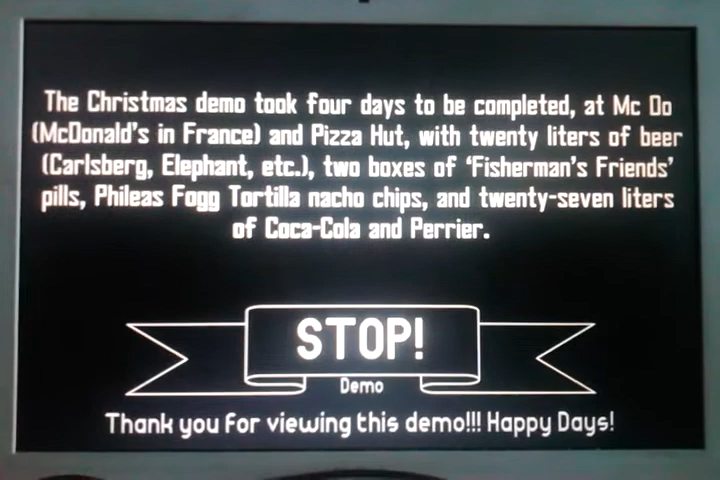 The Christmas demo took four days to be completed, at Mc Do
(McDonald's in France) and Pizza Hut, with twenty liters of beer
(Carlsberg, Elephant, etc.), two boxes of 'Fisherman's Friends'
pills, Phileas Fogg Tortilla nacho chips, and twenty-seven liters
of Coca-Cola and Perrier.
STOP!
Demo
Thank you for viewing this demo!!! Happy Days!